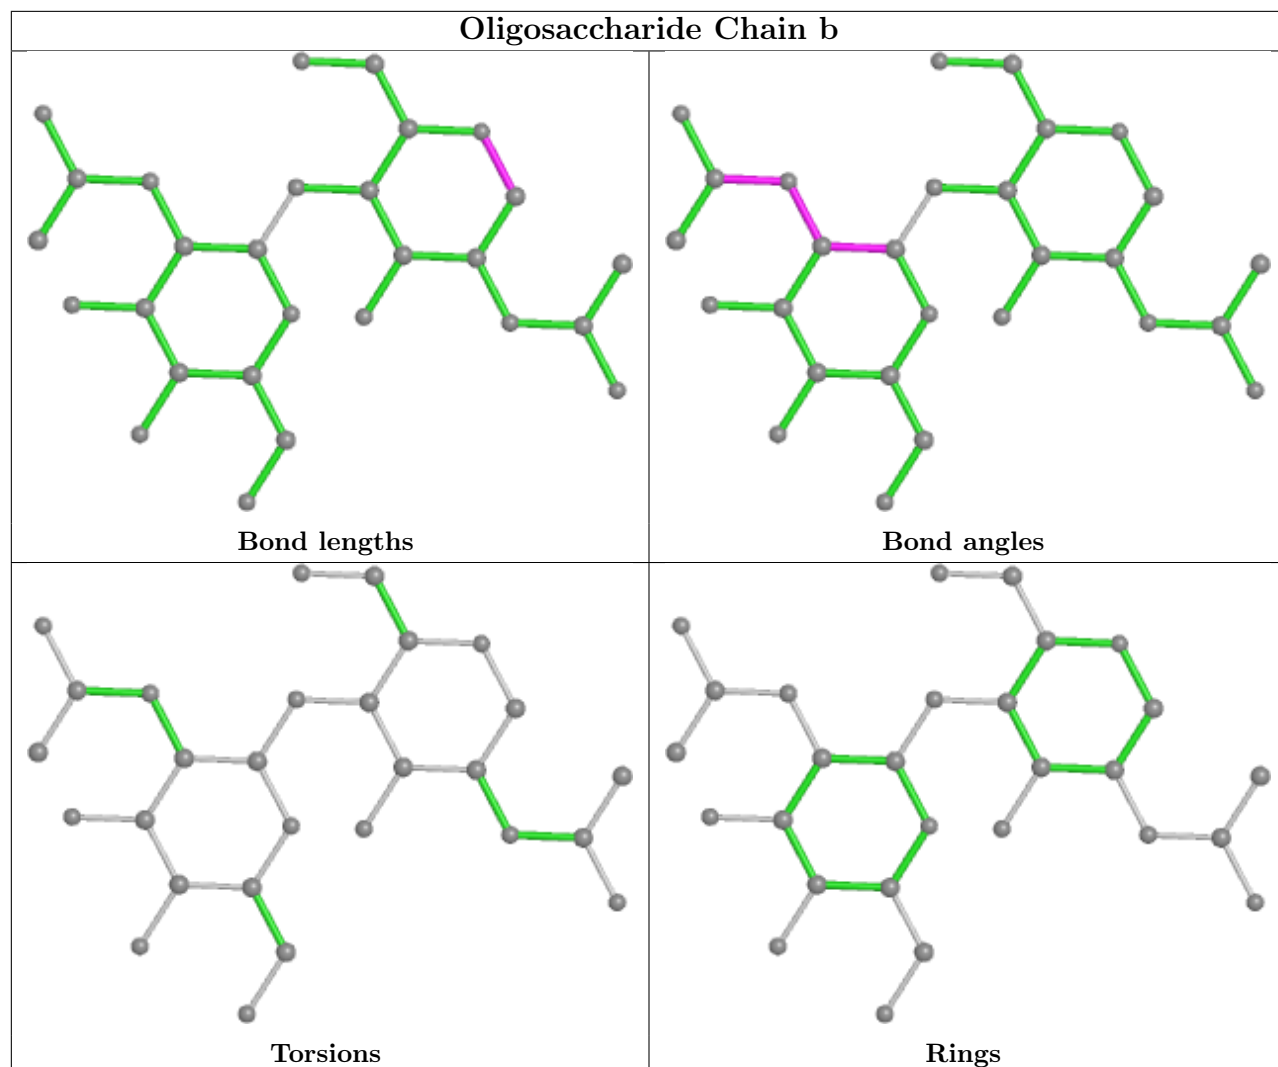 Oligosaccharide Chain b
Bond lengths
Bond angles
Torsions
Rings